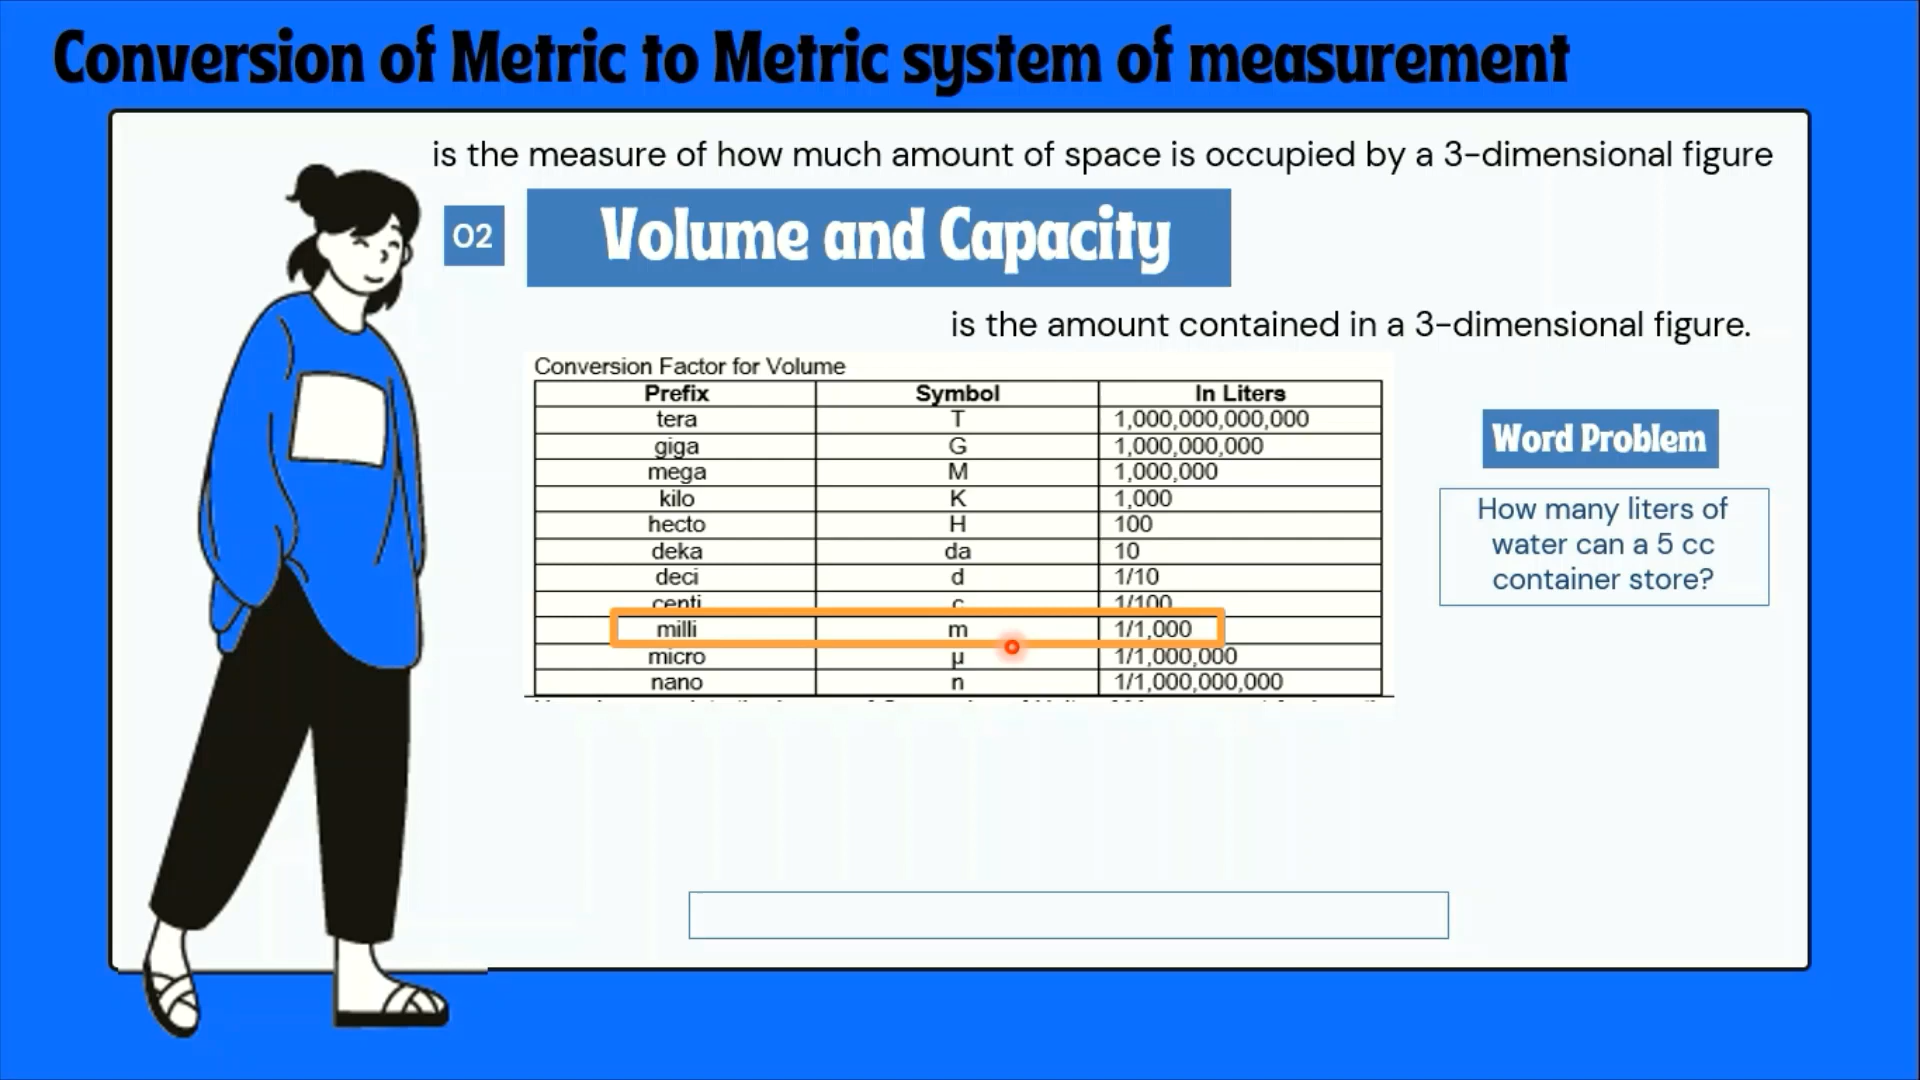 Conversion of Metric to Metric system of measurement
is the measure of how much amount of space is occupied by a 3-dimensional figure
02
Volume and Capacity
is the amount contained in a 3-dimensional figure.
Conversion Factor for Volume
Prefix Symbol In Liters
tera T 1,000,000,000,000
giga G 1,000,000,000
mega M 1,000,000
kilo K 1,000
hecto H 100
deka da 10
deci d 1/10
centi c 1/100
milli m 1/1,000
micro µ 1/1,000,000
nano n 1/1,000,000,000
Word Problem
How many liters of
water can a 5 cc
container store?